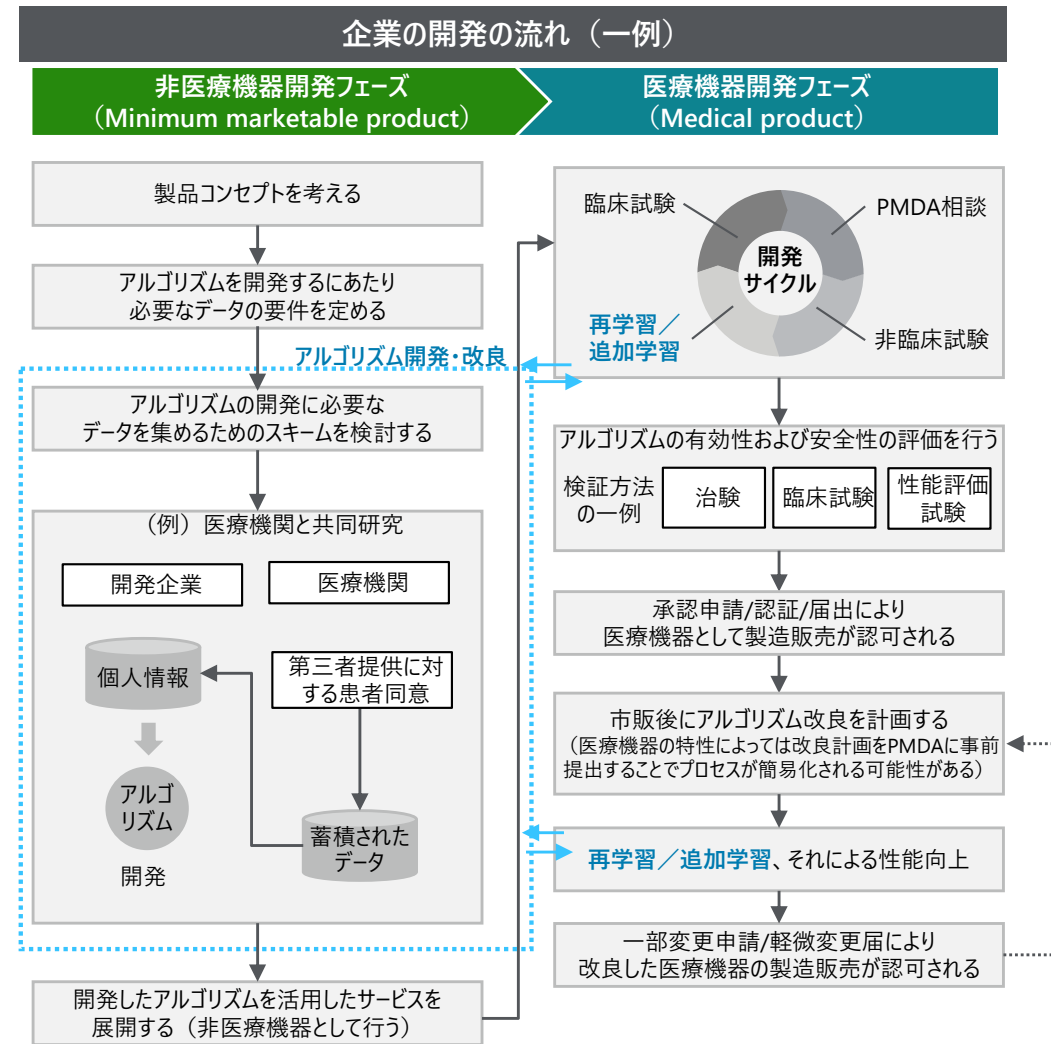 企業の開発の流れ（一例）
非医療機器開発フェーズ
（Minimum marketable product）
医療機器開発フェーズ
（Medical product）
製品コンセプトを考える
アルゴリズムを開発するにあたり
必要なデータの要件を定める
アルゴリズム開発・改良
アルゴリズムの開発に必要な
データを集めるためのスキームを検討する
（例）医療機関と共同研究
開発企業
医療機関
個人情報
第三者提供に対
する患者同意
アルゴ
リズム
開発
蓄積された
データ
開発したアルゴリズムを活用したサービスを
展開する（非医療機器として行う）
臨床試験
PMDA相談
開発
サイクル
再学習／
追加学習
非臨床試験
アルゴリズムの有効性および安全性の評価を行う
検証方法
の一例
治験
臨床試験
性能評価
試験
承認申請/認証/届出により
医療機器として製造販売が認可される
市販後にアルゴリズム改良を計画する
（医療機器の特性によっては改良計画をPMDAに事前
提出することでプロセスが簡易化される可能性がある）
再学習／追加学習、それによる性能向上
一部変更申請/軽微変更届により
改良した医療機器の製造販売が認可される